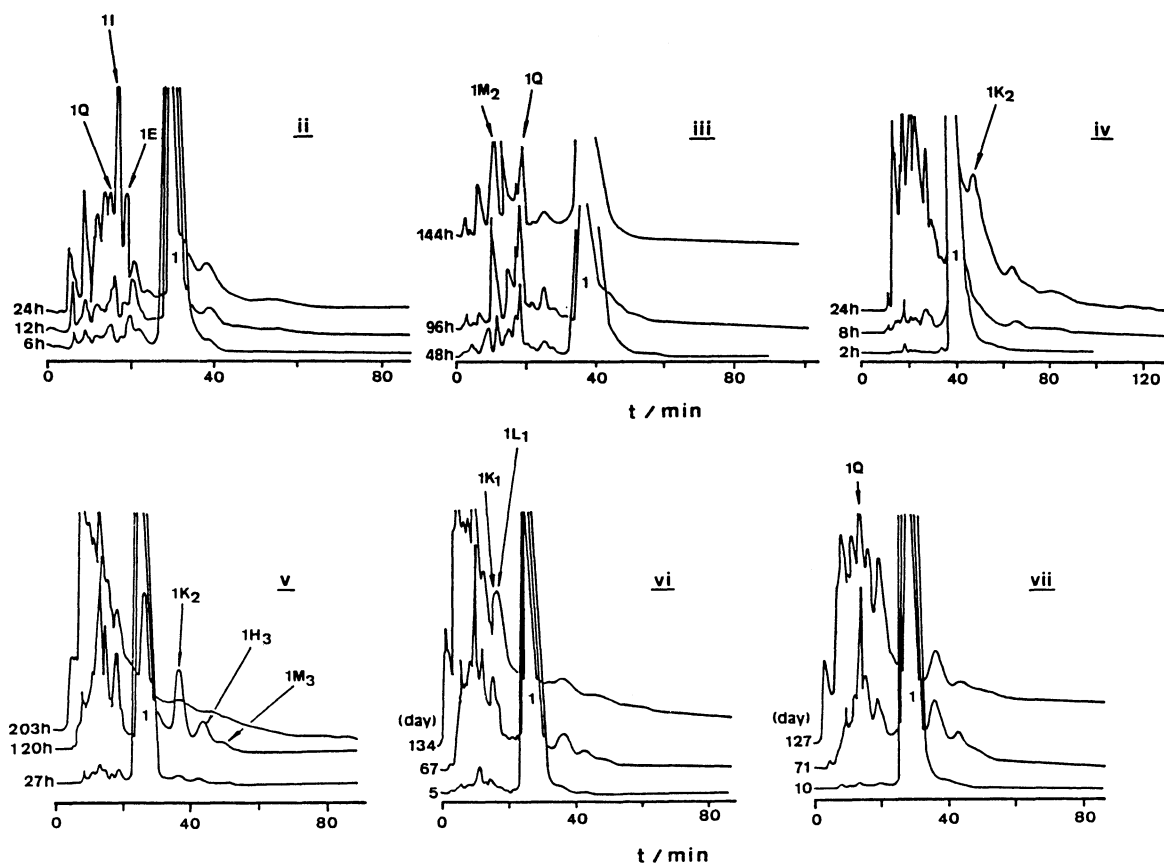 1I
1Q
1E
ii
24h
12h
6h
1
0 40 80
1M2
1Q
iii
144h
96h
48h
1
0 40 80
1K2
iv
24h
8h
2h
1
0 40 80 120
t / min
v
1K2
1H3
1M3
203h
120h
27h
1
0 40 80
1L1
1K1
vi
(day)
134
67
5
1
0 40 80
1Q
vii
(day)
127
71
10
1
0 40 80
t / min